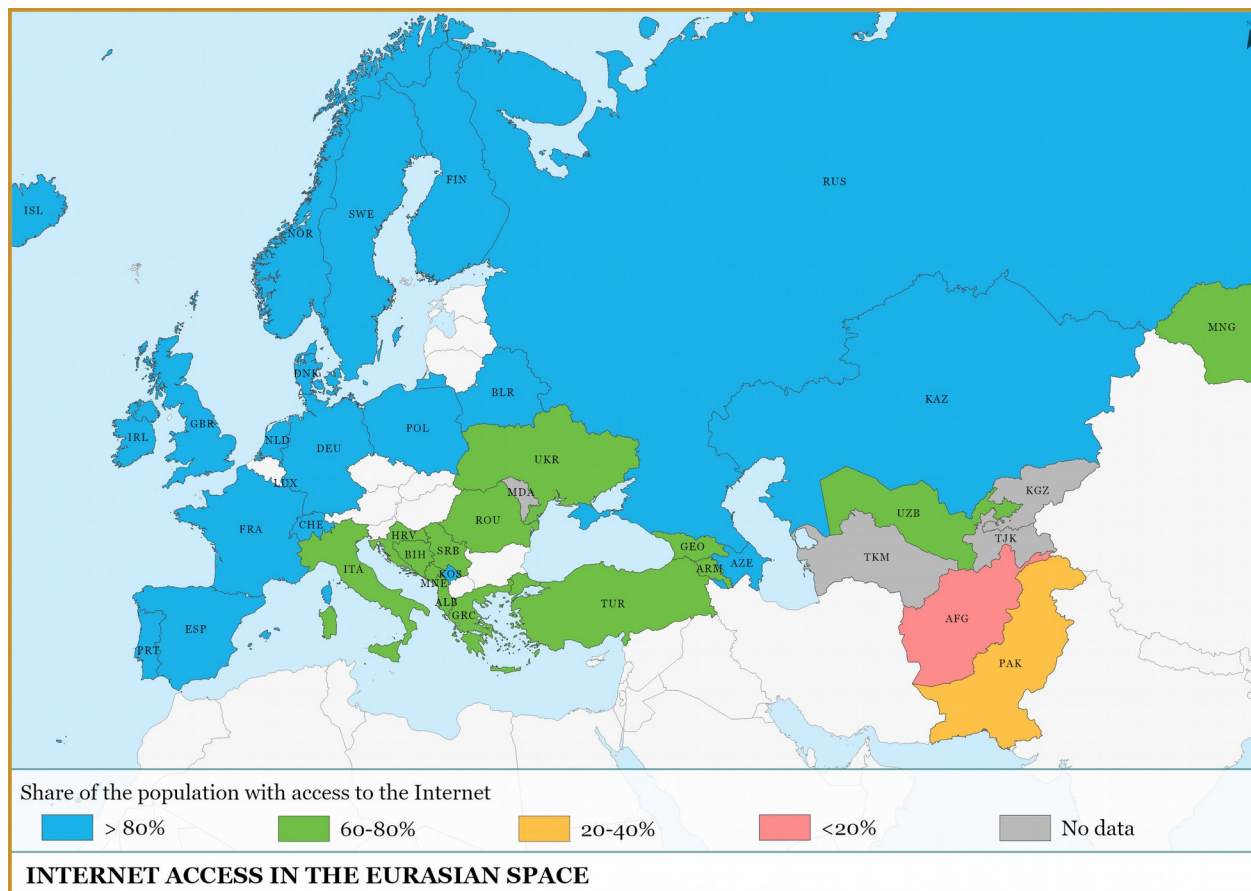 RUS
FIN
ISL
SWE
NOR
MNG
DNK
BLR
KAZ
GBR
POL
IRL
NLD
DEU
UKR
LUX
KGZ
MDA
UZB
ROU
FRA
CHE
HRV
TJK
GEO
SRB
BIH
TKM
AZE
ITA
ARM
KOS
MNE
ALB
TUR
GRC
AFG
ESP
PRT
PAK
Share of the population with access to the Internet
> 80%
60-80%
20-40%
<20%
No data
INTERNET ACCESS IN THE EURASIAN SPACE